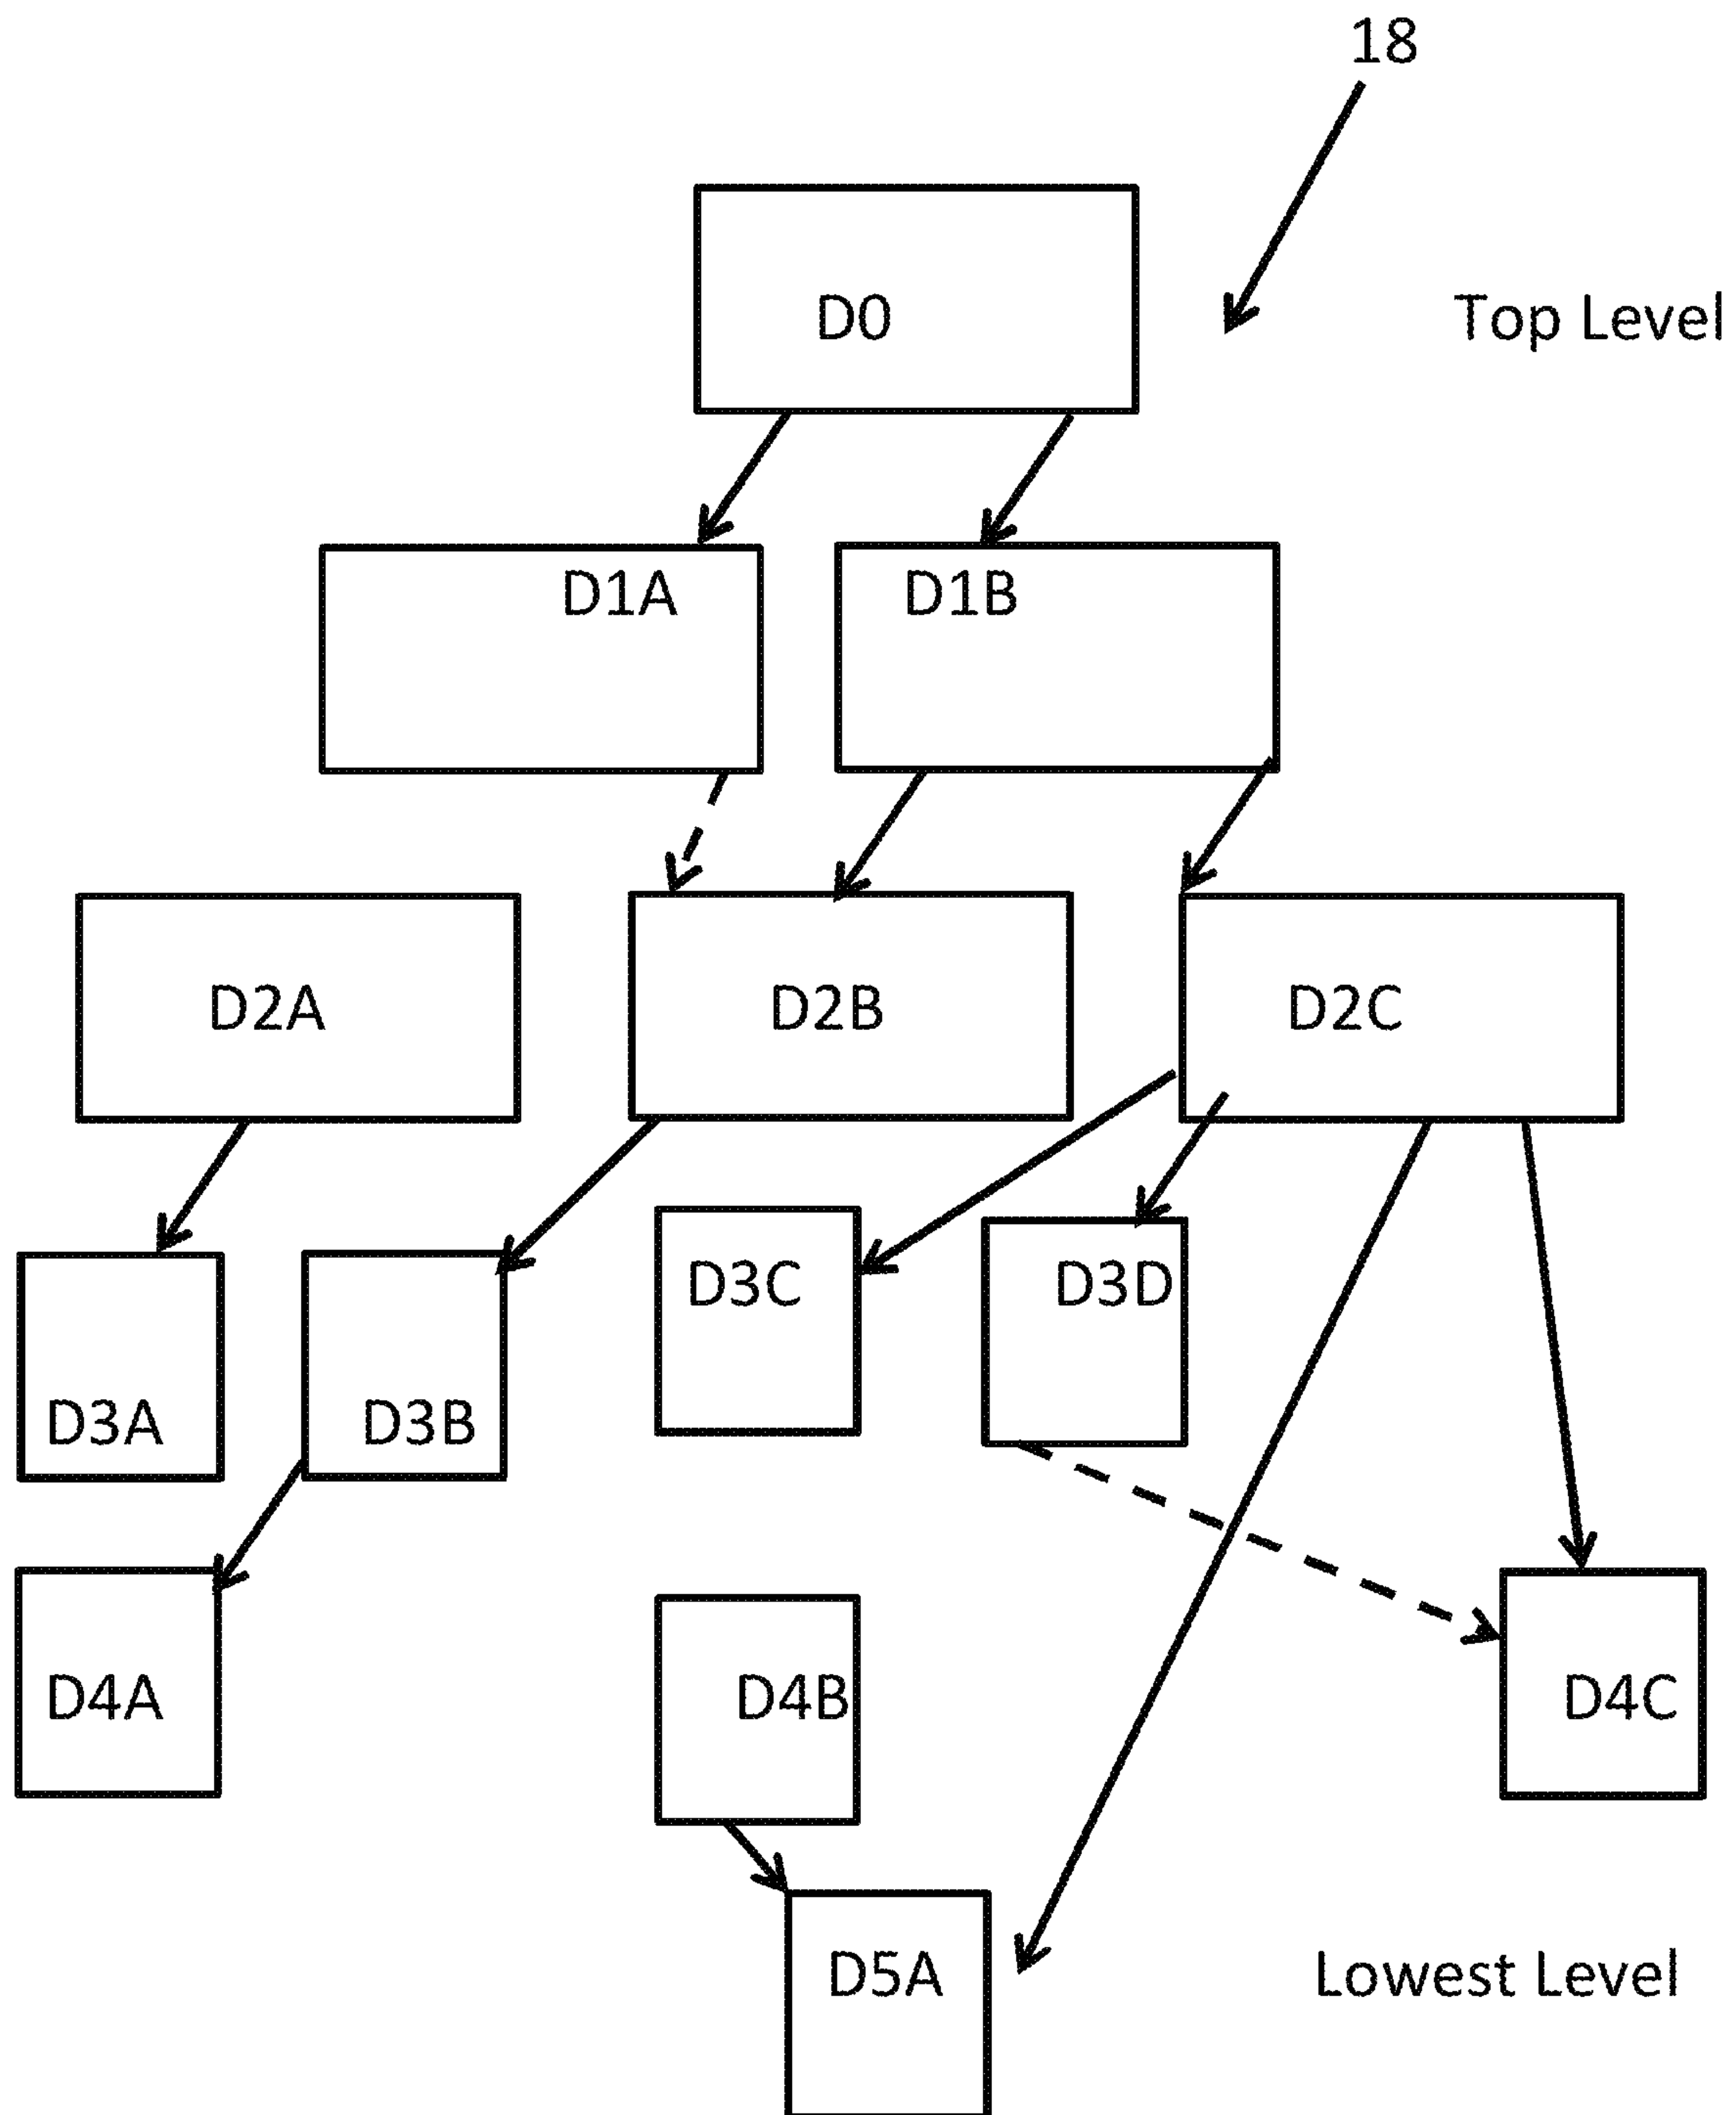 18
D0
Top Level
D1A
D1B
D2A
D2B
D2C
D3C
D3D
D3A
D3B
D4A
D4B
D4C
D5A
Lowest Level